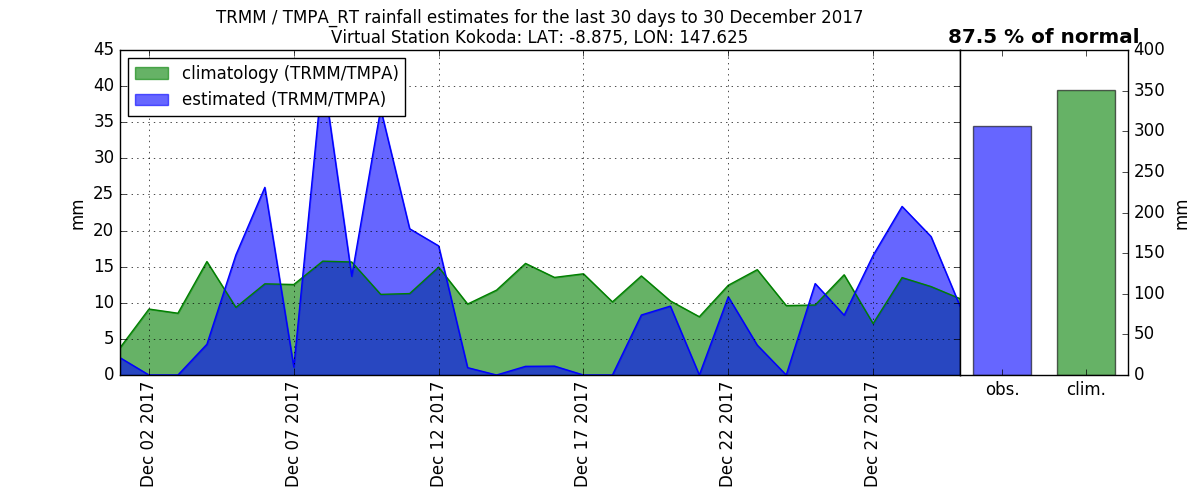 TRMM / TMPA_RT rainfall estimates for the last 30 days to 30 December 2017
Virtual Station Kokoda: LAT: -8.875, LON: 147.625
87.5 % of normal
climatology (TRMM/TMPA)
estimated (TRMM/TMPA)
mm
45
40
35
30
25
20
15
10
5
0
Dec 02 2017
Dec 07 2017
Dec 12 2017
Dec 17 2017
Dec 22 2017
Dec 27 2017
obs.
clim.
400
350
300
250
200
150
100
50
0
mm